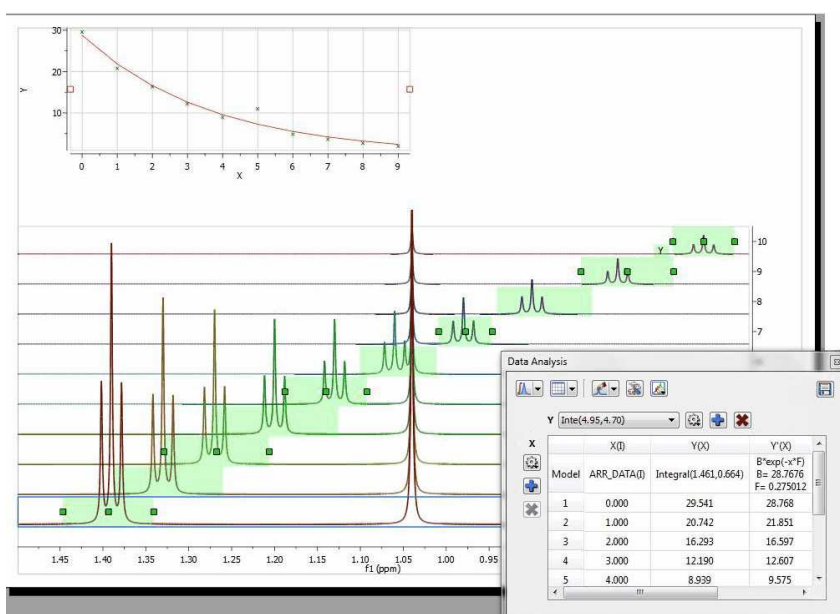 30
20
10
Y
0 1 2 3 4 5 6 7 8 9
X
Y
10
9
8
7
1.45 1.40 1.35 1.30 1.25 1.20 1.15 1.10 1.05 1.00 0.95
f1 (ppm)
Data Analysis
Y Inte(4.95,4.70)
X
X(I) Y(X) Y'(X)
Model ARR_DATA(I) Integral(1.461,0.664) B*exp(-x*F)
B= 28.7676
F= 0.275012
1 0.000 29.541 28.768
2 1.000 20.742 21.851
3 2.000 16.293 16.597
4 3.000 12.190 12.607
5 4.000 8.939 9.575